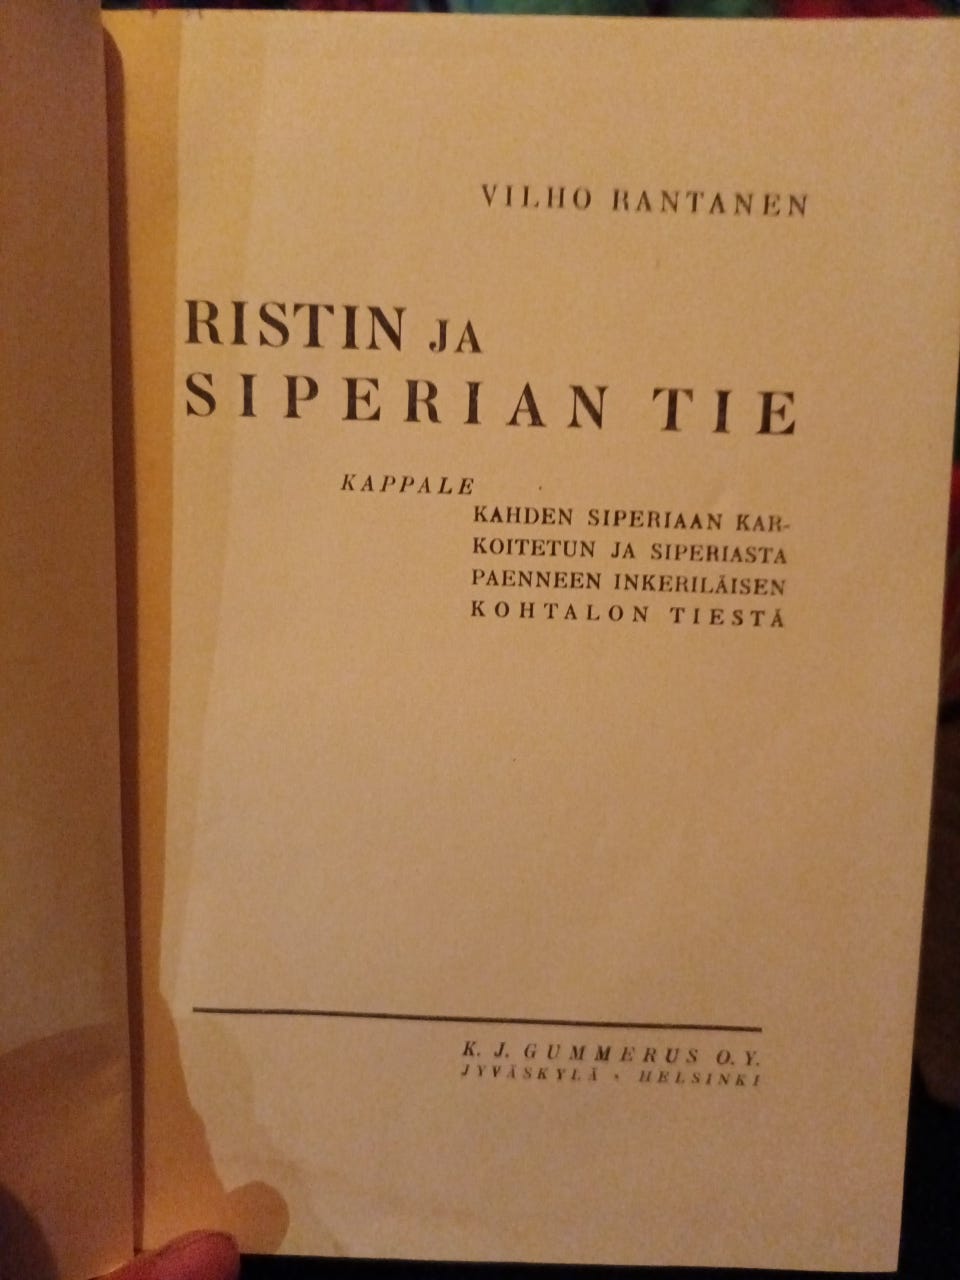 VILHO RANTANEN
RISTIN JA
SIPERIAN TIE
KAPPALE
KAHDEN SIPERIAAN KAR-
KOITETUN JA SIPERIASTA
PAENNEEN INKERILÄISEN
KOHTALON TIESTÄ
K. J. GUMMERUS O.Y.
JYVÄSKYLÄ • HELSINKI